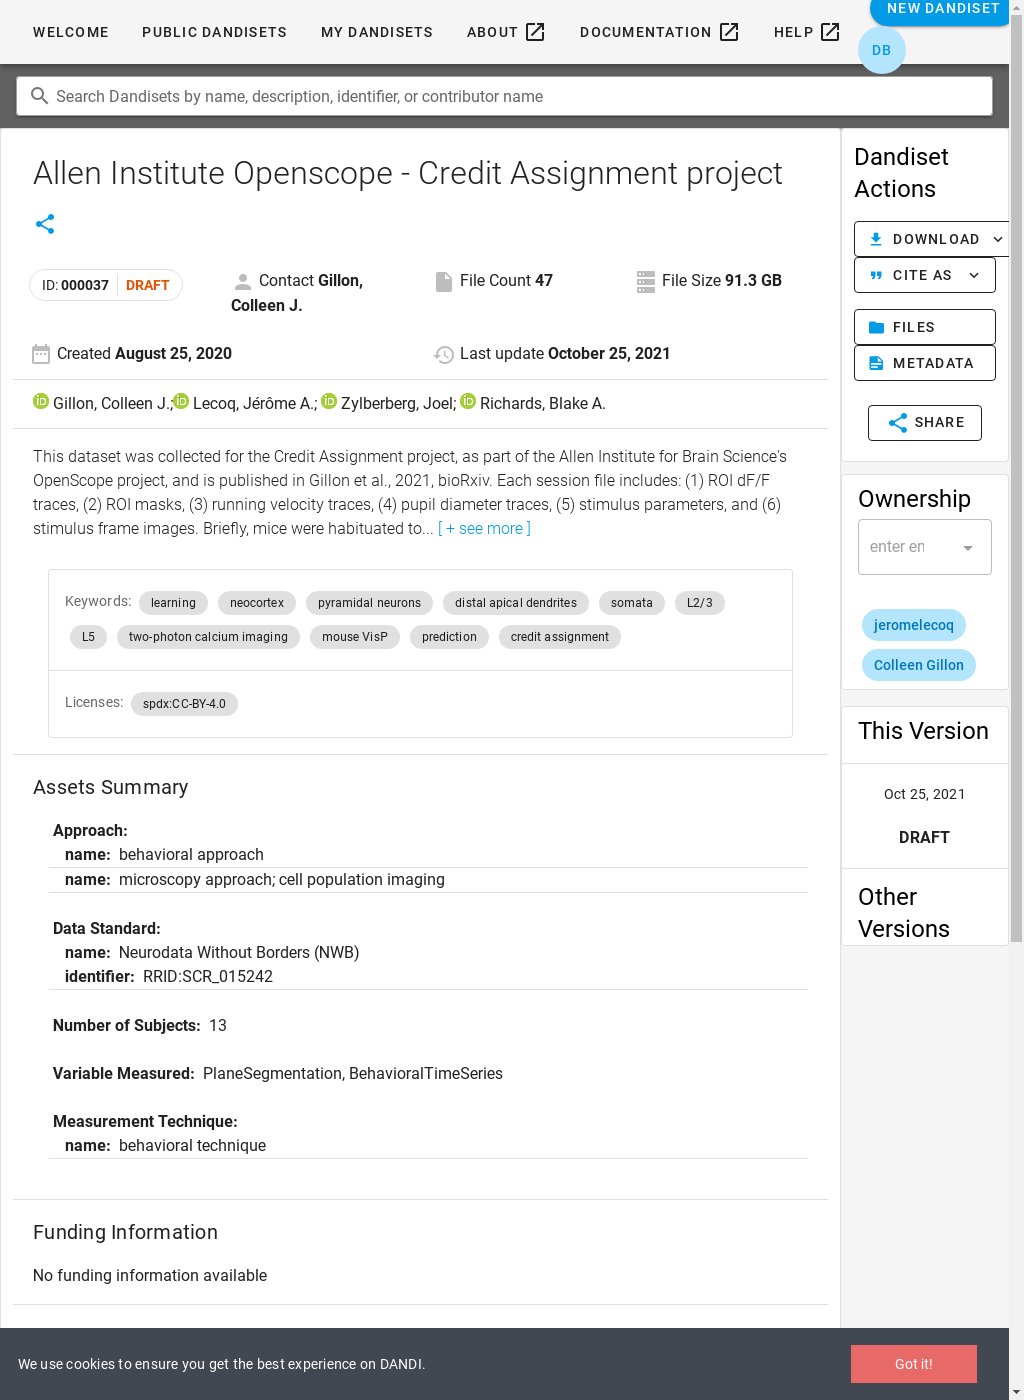 WELCOME PUBLIC DANDISETS MY DANDISETS ABOUT DOCUMENTATION HELP NEW DANDISET
DB
Search Dandisets by name, description, identifier, or contributor name
Allen Institute Openscope - Credit Assignment project
ID: 000037 DRAFT
Contact Gillon,
Colleen J.
File Count 47
File Size 91.3 GB
Created August 25, 2020
Last update October 25, 2021
iD Gillon, Colleen J.; iD Lecoq, Jérôme A.; iD Zylberberg, Joel; iD Richards, Blake A.
This dataset was collected for the Credit Assignment project, as part of the Allen Institute for Brain Science's
OpenScope project, and is published in Gillon et al., 2021, bioRxiv. Each session file includes: (1) ROI dF/F
traces, (2) ROI masks, (3) running velocity traces, (4) pupil diameter traces, (5) stimulus parameters, and (6)
stimulus frame images. Briefly, mice were habituated to... [ + see more ]
Keywords: learning neocortex pyramidal neurons distal apical dendrites somata L2/3
L5 two-photon calcium imaging mouse VisP prediction credit assignment
Licenses: spdx:CC-BY-4.0
Assets Summary
Approach:
name: behavioral approach
name: microscopy approach; cell population imaging
Data Standard:
name: Neurodata Without Borders (NWB)
identifier: RRID:SCR_015242
Number of Subjects: 13
Variable Measured: PlaneSegmentation, BehavioralTimeSeries
Measurement Technique:
name: behavioral technique
Funding Information
No funding information available
Dandiset
Actions
DOWNLOAD
CITE AS
FILES
METADATA
SHARE
Ownership
enter en
jeromelecoq
Colleen Gillon
This Version
Oct 25, 2021
DRAFT
Other
Versions
We use cookies to ensure you get the best experience on DANDI.
Got it!